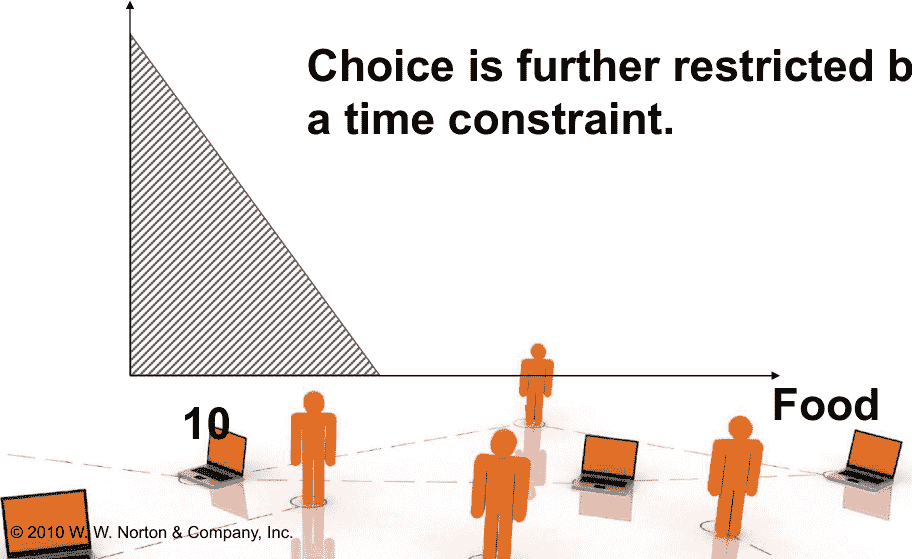 Choice is further restricted b
a time constraint.
Food
10
© 2010 W. W. Norton & Company, Inc.